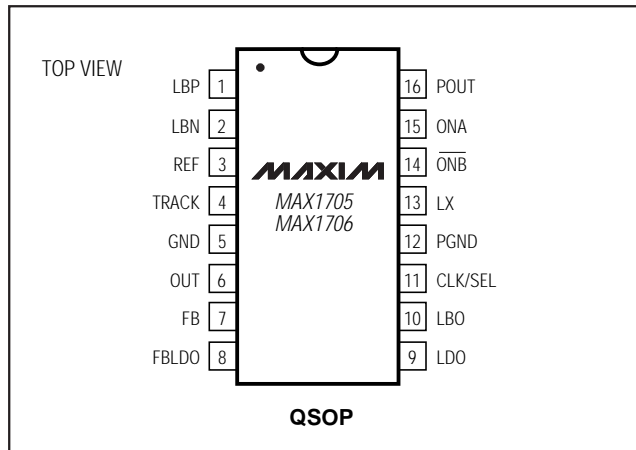 TOP VIEW
LBP 1
LBN 2
REF 3
TRACK 4
GND 5
OUT 6
FB 7
FBLDO 8
MAXIM
MAX1705
MAX1706
16 POUT
15 ONA
14 O̅N̅B̅
13 LX
12 PGND
11 CLK/SEL
10 LBO
9 LDO
QSOP